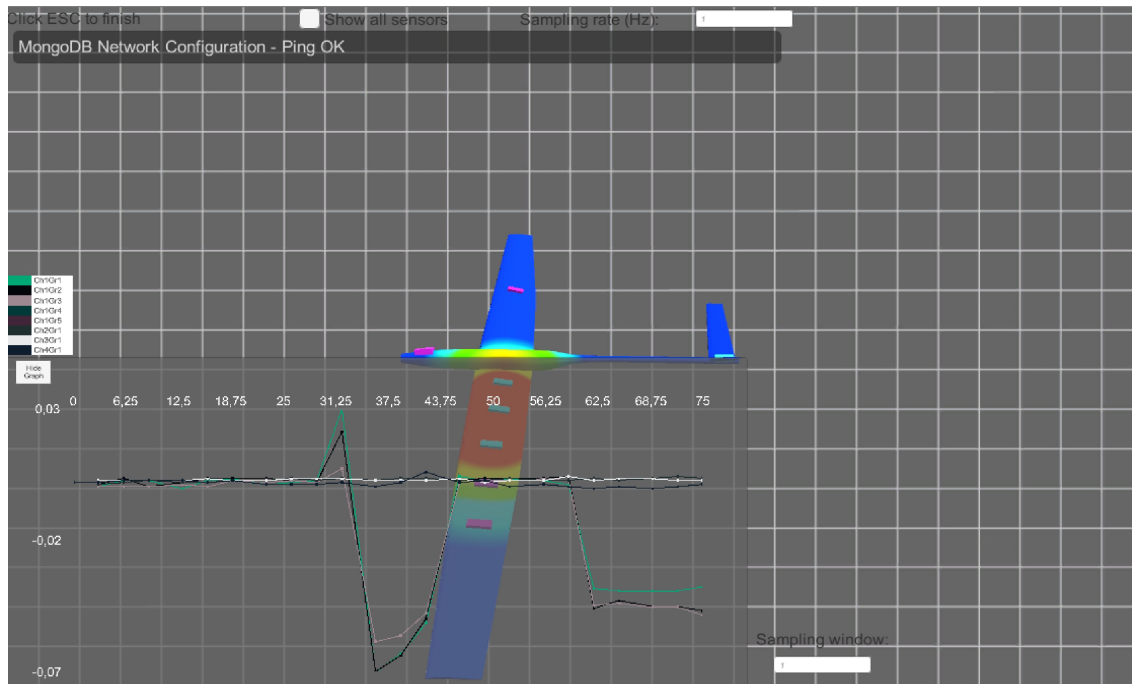 Click ESC to finish
Show all sensors
Sampling rate (Hz):
MongoDB Network Configuration - Ping OK
Ch1Gr1
Ch1Gr2
Ch1Gr3
Ch1Gr4
Ch1Gr5
Ch2Gr1
Ch3Gr1
Ch4Gr1
Hide
Graph
0 6,25 12,5 18,75 25 31,25 37,5 43,75 50 56,25 62,5 68,75 75
0,03
-0,02
-0,07
Sampling window: